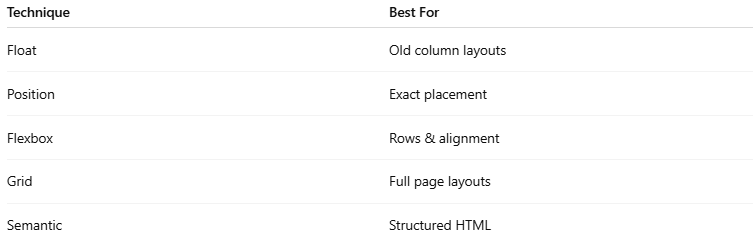 Technique Best For
Float Old column layouts
Position Exact placement
Flexbox Rows & alignment
Grid Full page layouts
Semantic Structured HTML